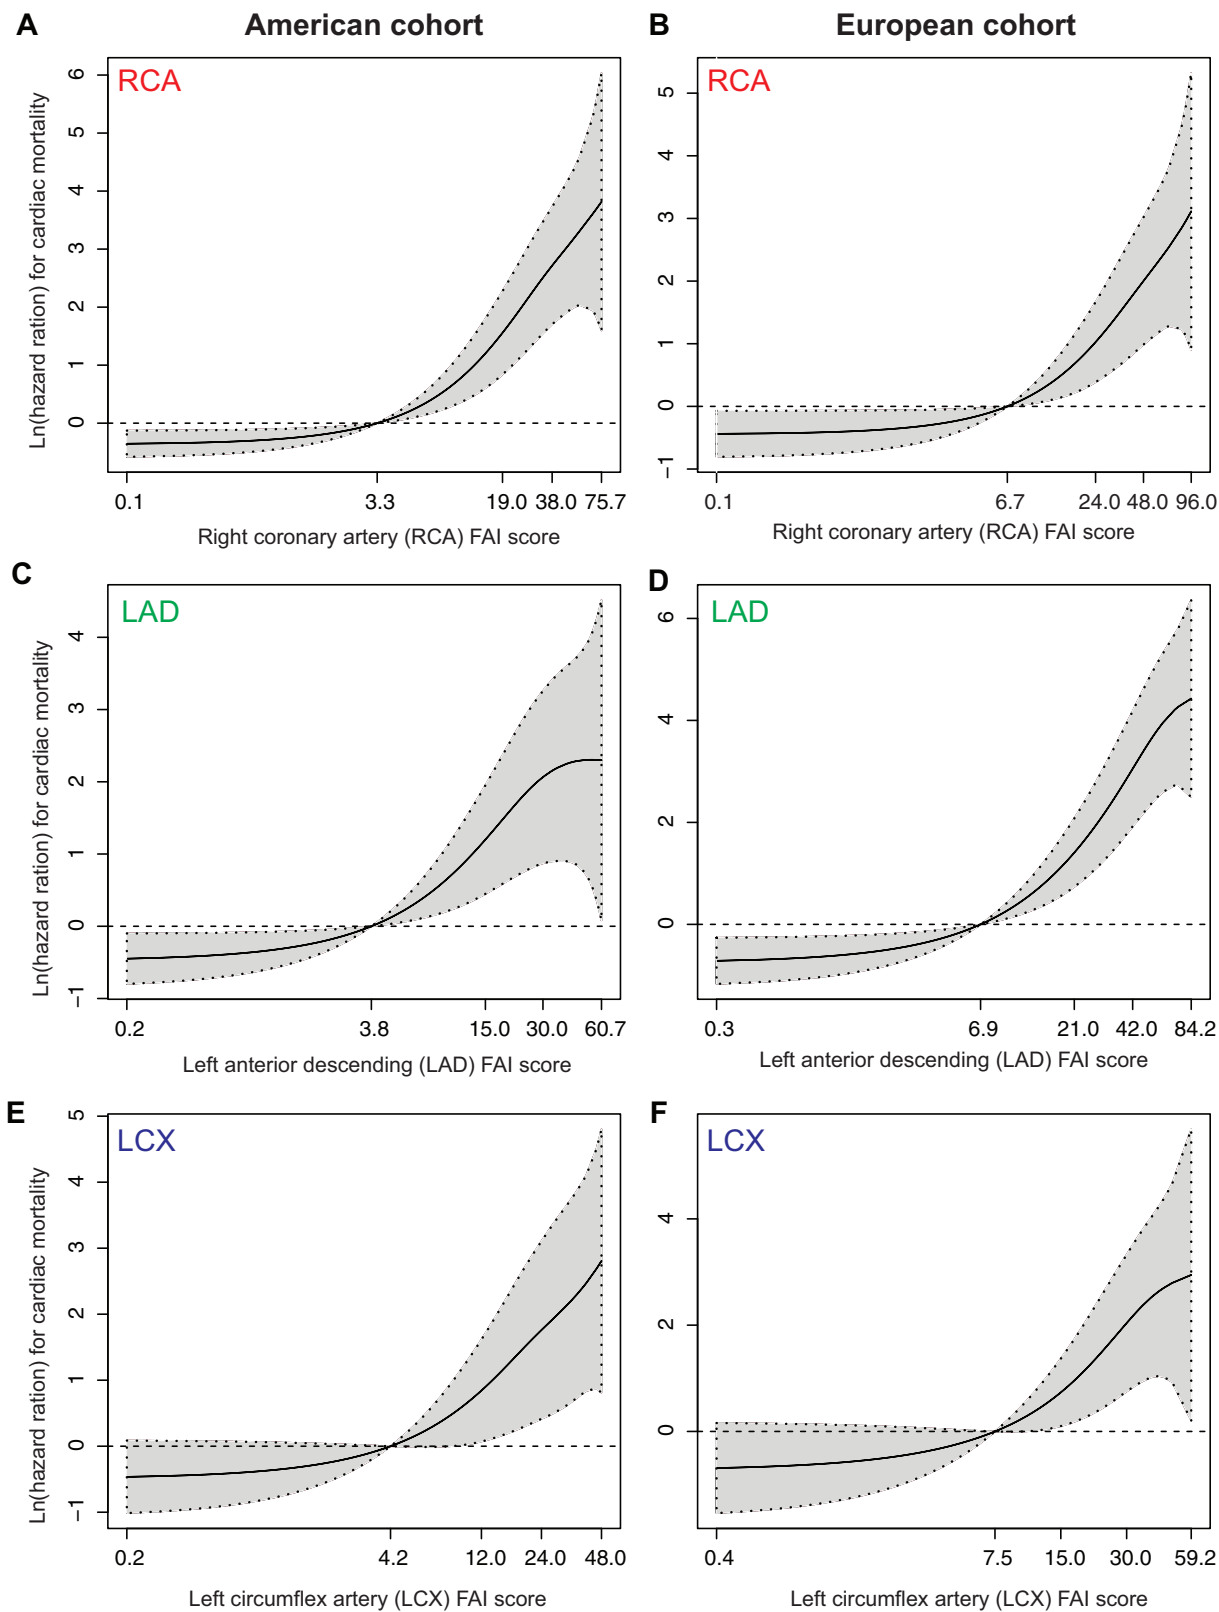 A American cohort
B European cohort
RCA
Ln(hazard ration) for cardiac mortality
6
5
4
3
2
1
0
0.1 3.3 19.0 38.0 75.7
Right coronary artery (RCA) FAI score
RCA
5
4
3
2
1
0
−1
0.1 6.7 24.0 48.0 96.0
Right coronary artery (RCA) FAI score
C
LAD
Ln(hazard ration) for cardiac mortality
4
3
2
1
0
−1
0.2 3.8 15.0 30.0 60.7
Left anterior descending (LAD) FAI score
D
LAD
6
4
2
0
0.3 6.9 21.0 42.0 84.2
Left anterior descending (LAD) FAI score
E
LCX
Ln(hazard ration) for cardiac mortality
5
4
3
2
1
0
−1
0.2 4.2 12.0 24.0 48.0
Left circumflex artery (LCX) FAI score
F
LCX
4
2
0
0.4 7.5 15.0 30.0 59.2
Left circumflex artery (LCX) FAI score